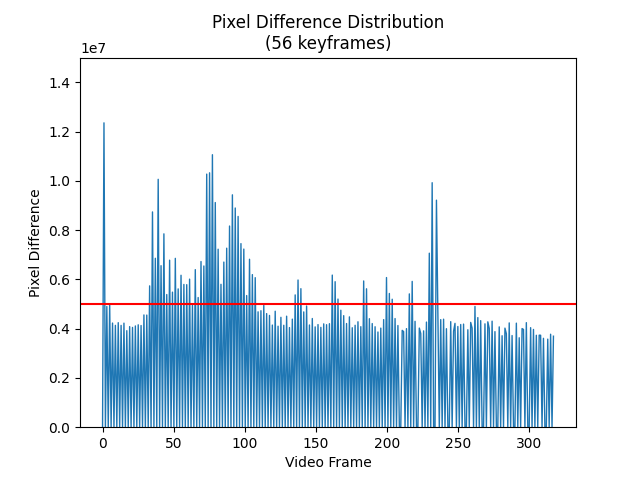 Pixel Difference Distribution
(56 keyframes)
1e7
1.4
1.2
1.0
0.8
0.6
0.4
0.2
0.0
Pixel Difference
0 50 100 150 200 250 300
Video Frame